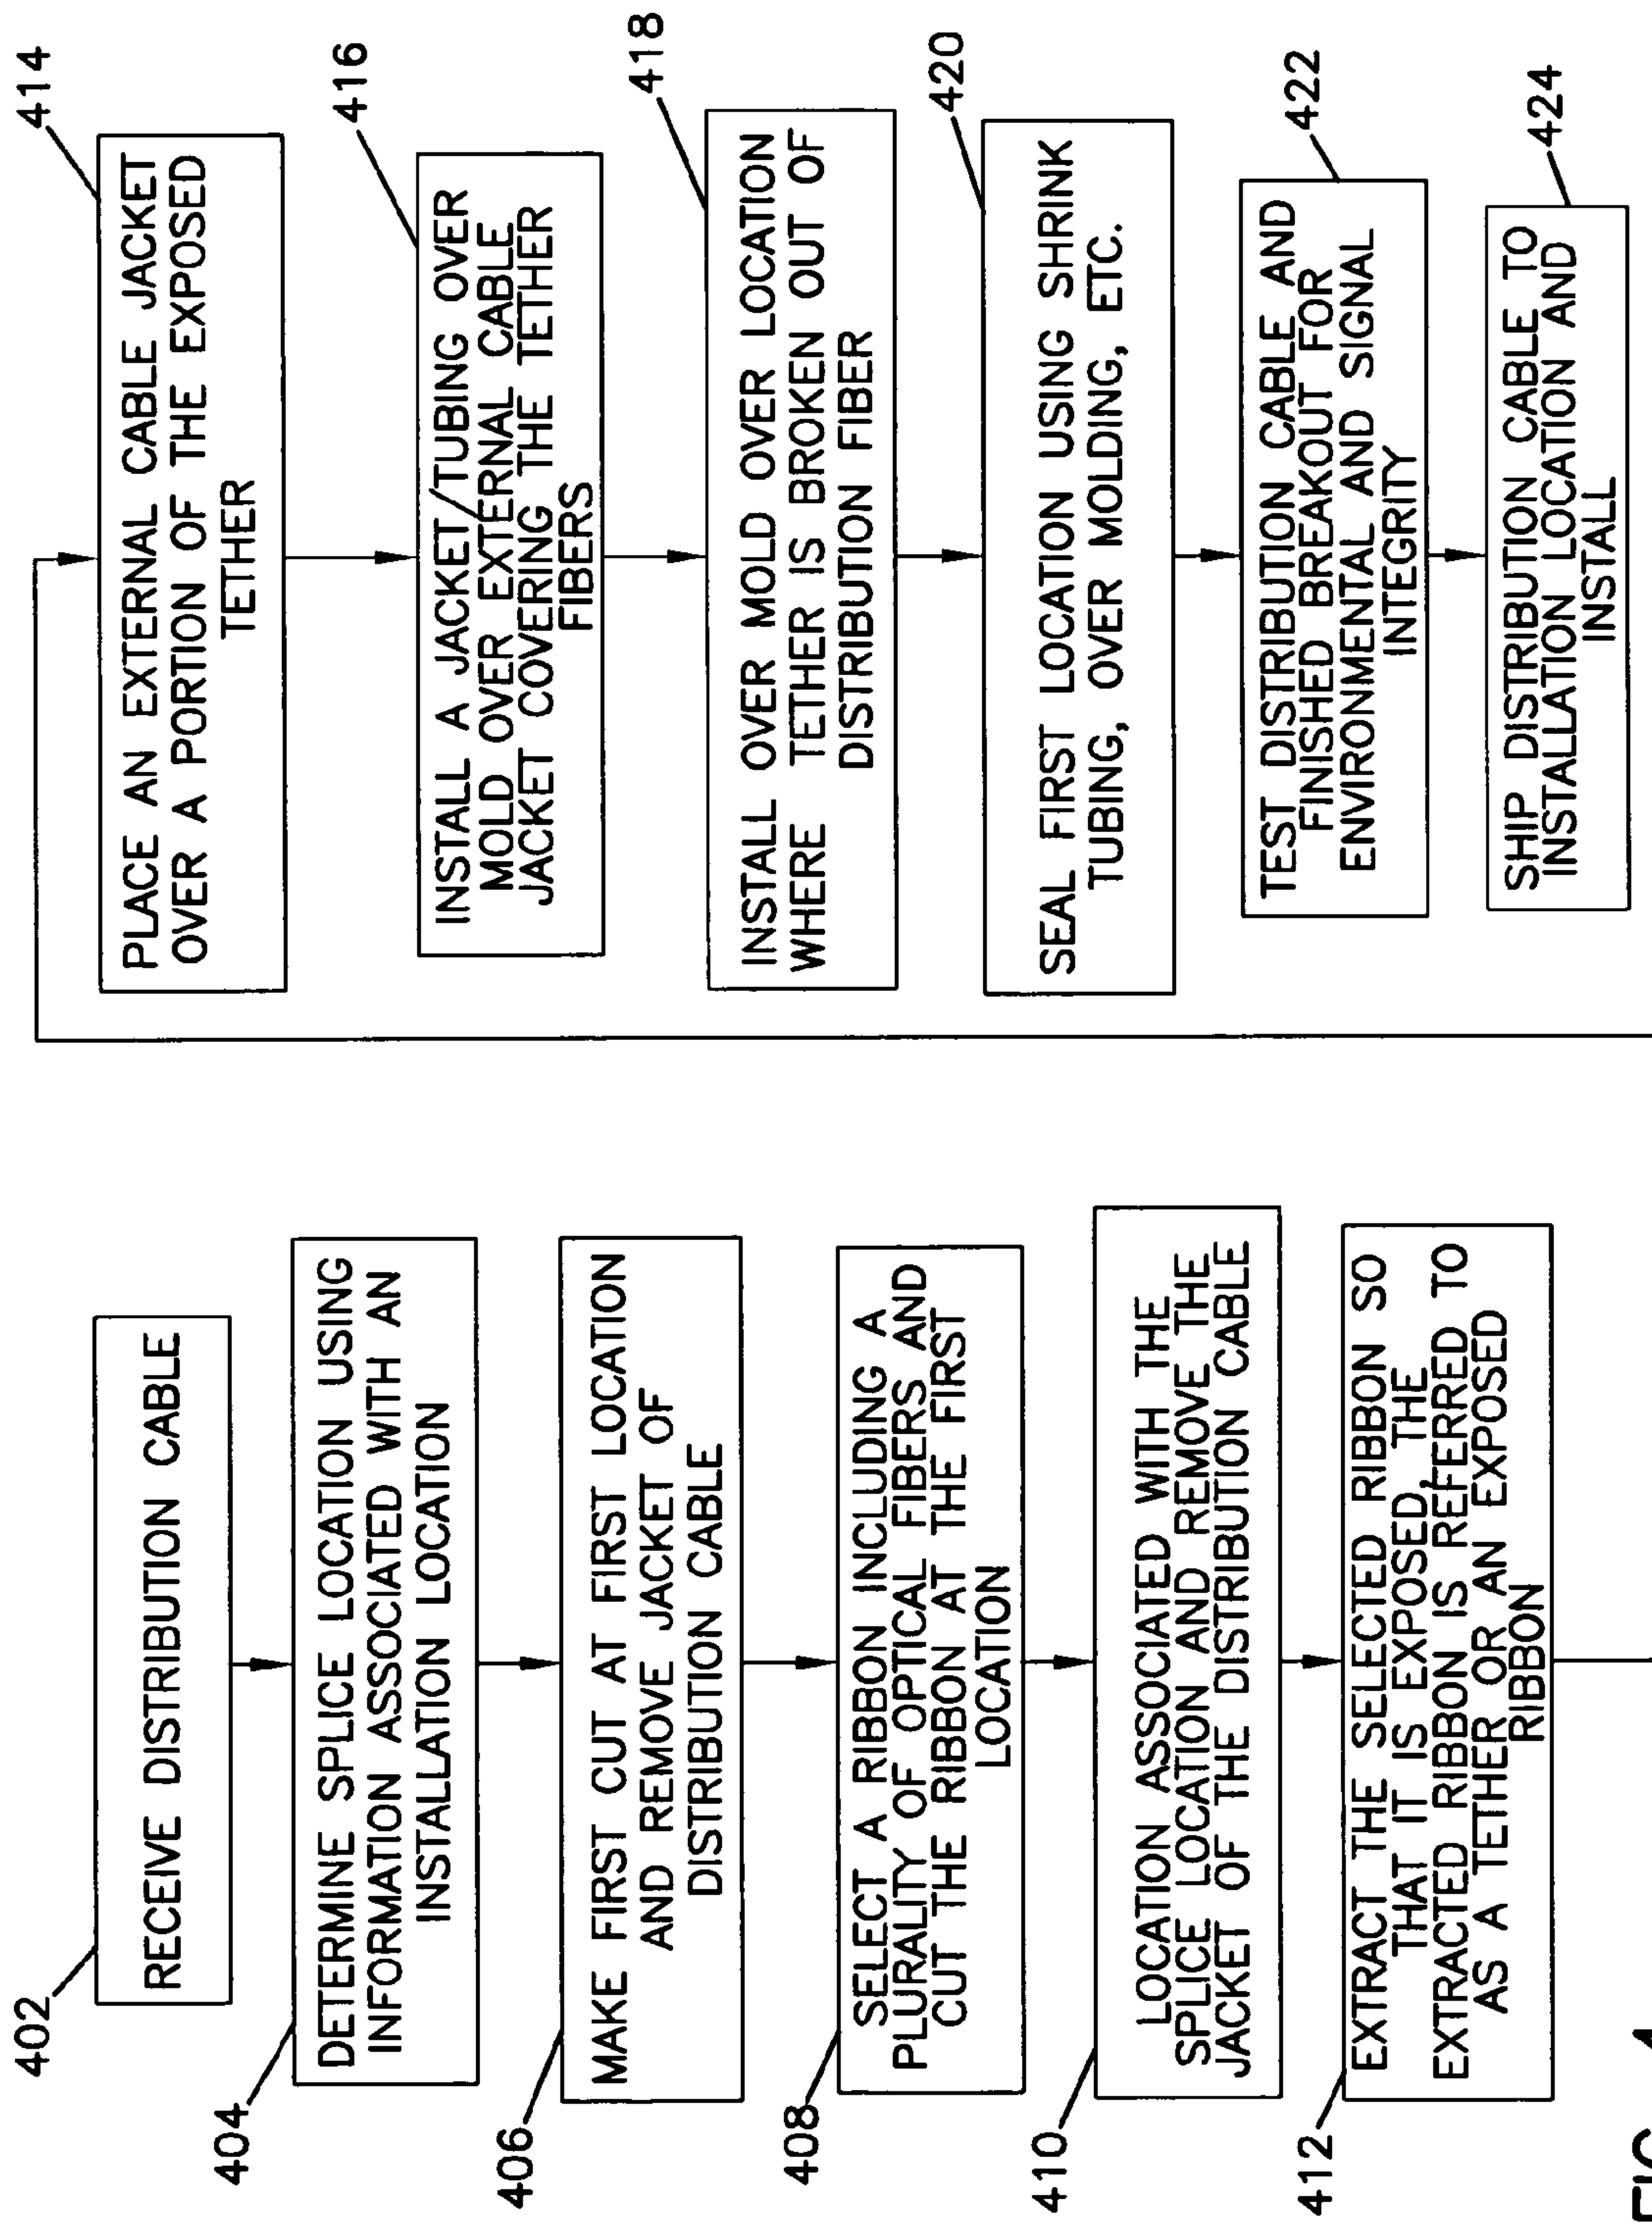 402
RECEIVE DISTRIBUTION CABLE
404
DETERMINE SPLICE LOCATION USING
INFORMATION ASSOCIATED WITH AN
INSTALLATION LOCATION
406
MAKE FIRST CUT AT FIRST LOCATION
AND REMOVE JACKET OF
DISTRIBUTION CABLE
408
SELECT A RIBBON INCLUDING A
PLURALITY OF OPTICAL FIBERS AND
CUT THE RIBBON AT THE FIRST
LOCATION
410
LOCATION ASSOCIATED WITH THE
SPLICE LOCATION AND REMOVE THE
JACKET OF THE DISTRIBUTION CABLE
412
EXTRACT THE SELECTED RIBBON SO
THAT IT IS EXPOSED, THE
EXTRACTED RIBBON IS REFERRED TO
AS A TETHER OR AN EXPOSED
RIBBON
414
PLACE AN EXTERNAL CABLE JACKET
OVER A PORTION OF THE EXPOSED
TETHER
416
INSTALL A JACKET/TUBING OVER
MOLD OVER EXTERNAL CABLE
JACKET COVERING THE TETHER
FIBERS
418
INSTALL OVER MOLD OVER LOCATION
WHERE TETHER IS BROKEN OUT OF
DISTRIBUTION FIBER
420
SEAL FIRST LOCATION USING SHRINK
TUBING, OVER MOLDING, ETC.
422
TEST DISTRIBUTION CABLE AND
FINISHED BREAKOUT FOR
ENVIRONMENTAL AND SIGNAL
INTEGRITY
424
SHIP DISTRIBUTION CABLE TO
INSTALLATION LOCATION AND
INSTALL